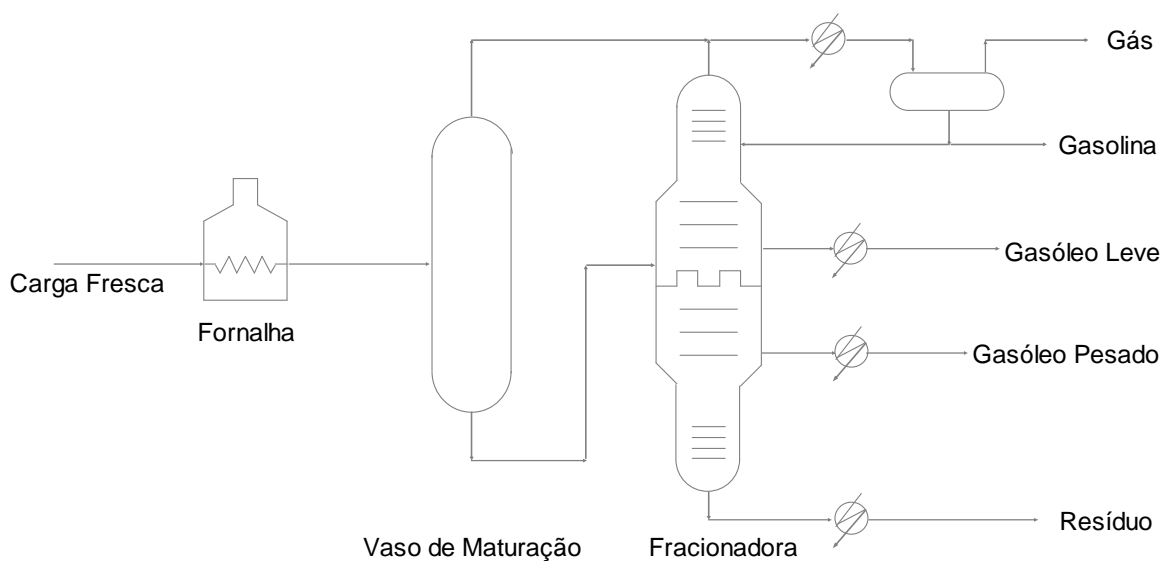 Gás
Gasolina
Carga Fresca
Gasóleo Leve
Fornalha
Gasóleo Pesado
Resíduo
Vaso de Maturação
Fracionadora